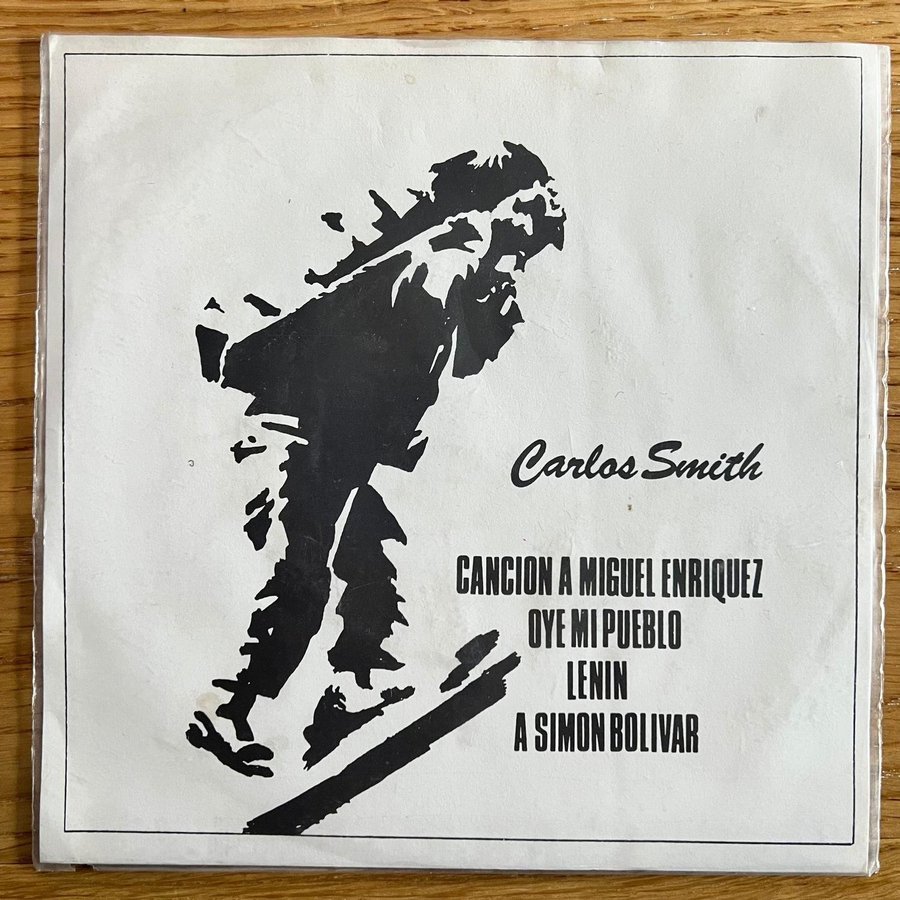 Carlos Smith
CANCION A MIGUEL ENRIQUEZ
OYE MI PUEBLO
LENIN
A SIMON BOLIVAR